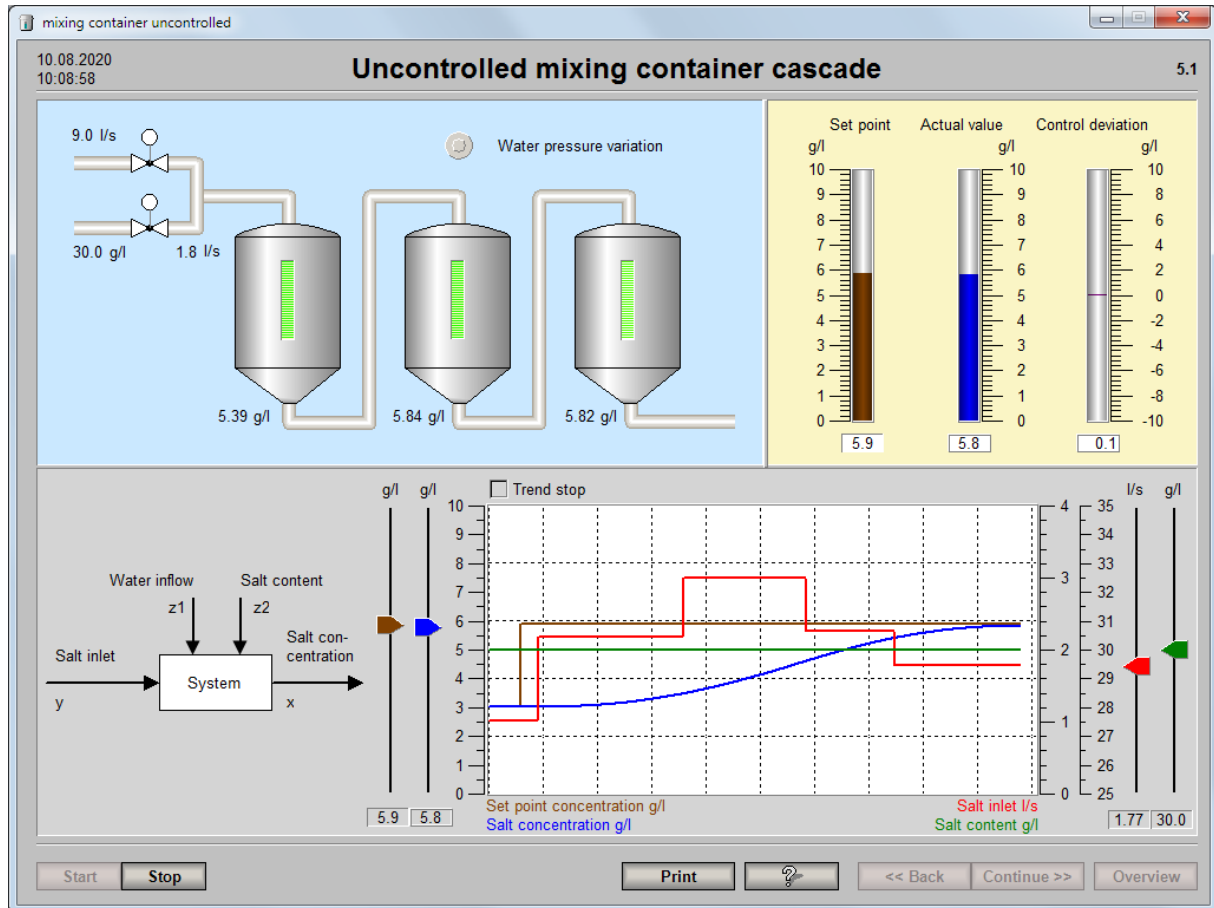 mixing container uncontrolled
10.08.2020
10:08:58
Uncontrolled mixing container cascade
5.1
9.0 l/s
Water pressure variation
30.0 g/l
1.8 l/s
5.39 g/l
5.84 g/l
5.82 g/l
Set point
Actual value
Control deviation
g/l
g/l
g/l
10
10
10
9
9
8
8
8
6
7
7
4
6
6
2
5
5
0
4
4
-2
3
3
-4
2
2
-6
1
1
-8
0
0
-10
5.9
5.8
0.1
g/l
g/l
Trend stop
l/s
g/l
10
4
35
9
34
8
33
7
3
32
6
31
5
2
30
4
29
3
28
2
1
27
1
26
0
0
25
Water inflow
Salt content
z1
z2
Salt con-
centration
Salt inlet
System
y
x
5.9
5.8
Set point concentration g/l
Salt inlet l/s
Salt concentration g/l
Salt content g/l
1.77
30.0
Start
Stop
Print
?
<< Back
Continue >>
Overview